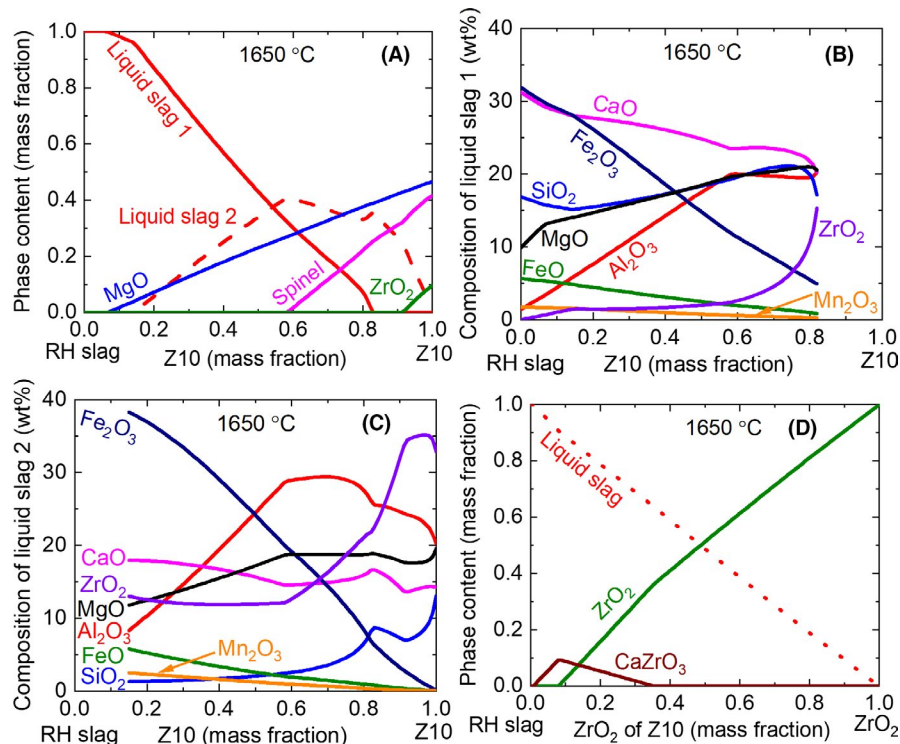 1650 °C
(A)
Phase content (mass fraction)
1.0
0.8
0.6
0.4
0.2
0.0
Liquid slag 1
Liquid slag 2
MgO
Spinel
ZrO₂
0.0 0.2 0.4 0.6 0.8 1.0
RH slag Z10 (mass fraction) Z10
1650 °C
(B)
Composition of liquid slag 1 (wt%)
40
30
20
10
0
CaO
Fe₂O₃
SiO₂
MgO
Al₂O₃
ZrO₂
FeO
Mn₂O₃
0.0 0.2 0.4 0.6 0.8 1.0
RH slag Z10 (mass fraction) Z10
1650 °C
(C)
Composition of liquid slag 2 (wt%)
40
30
20
10
0
Fe₂O₃
CaO
ZrO₂
MgO
Al₂O₃
FeO
Mn₂O₃
SiO₂
0.0 0.2 0.4 0.6 0.8 1.0
RH slag Z10 (mass fraction) Z10
1650 °C
(D)
Phase content (mass fraction)
1.0
0.8
0.6
0.4
0.2
0.0
Liquid slag
ZrO₂
CaZrO₃
0.0 0.2 0.4 0.6 0.8 1.0
RH slag ZrO₂ of Z10 (mass fraction) ZrO₂